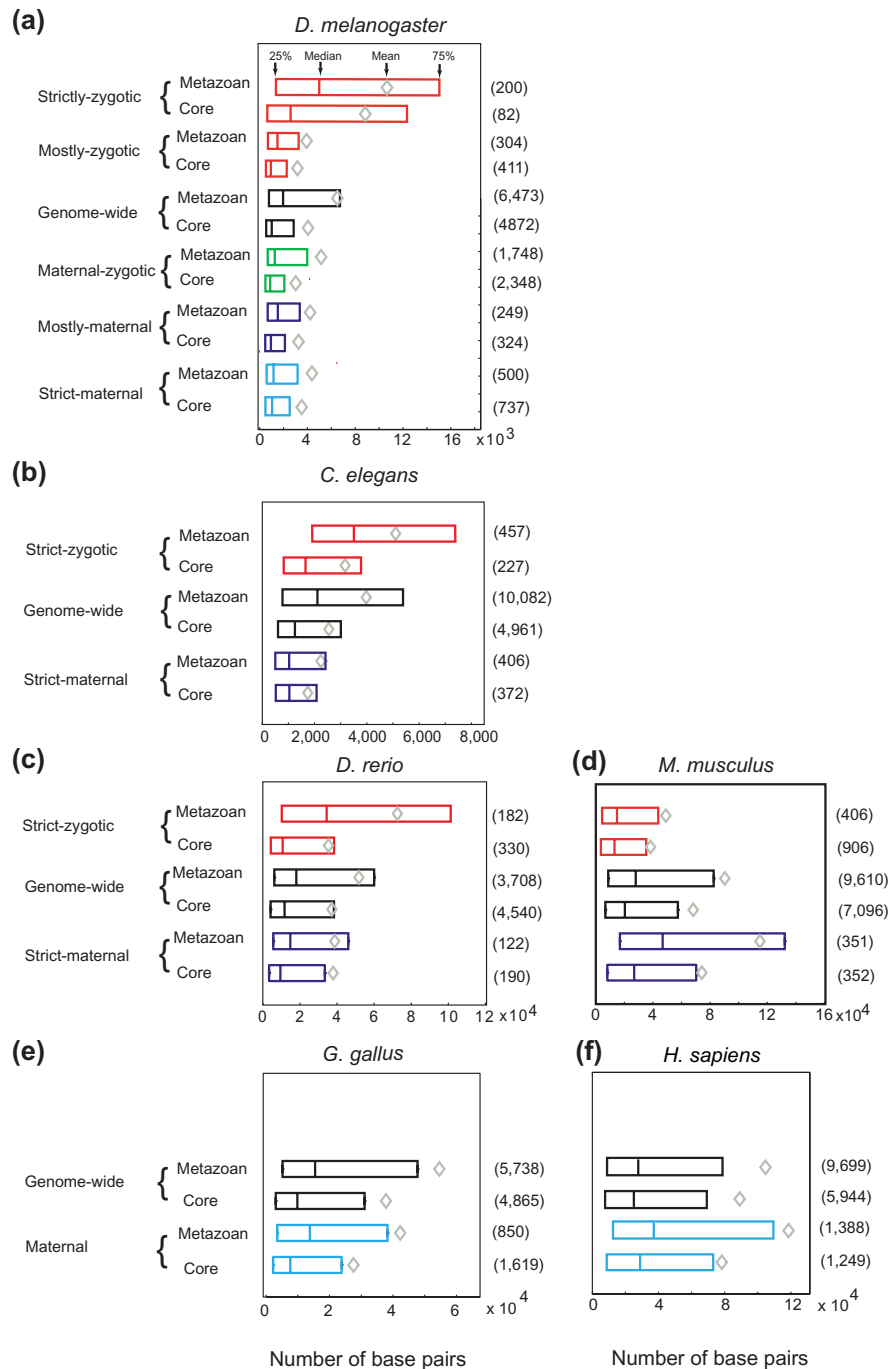 (a)
D. melanogaster
25% Median Mean 75%
Strictly-zygotic { Metazoan (200)
Core (82)
Mostly-zygotic { Metazoan (304)
Core (411)
Genome-wide { Metazoan (6,473)
Core (4872)
Maternal-zygotic { Metazoan (1,748)
Core (2,348)
Mostly-maternal { Metazoan (249)
Core (324)
Strict-maternal { Metazoan (500)
Core (737)
0 4 8 12 16 x 10^3
(b)
C. elegans
Strict-zygotic { Metazoan (457)
Core (227)
Genome-wide { Metazoan (10,082)
Core (4,961)
Strict-maternal { Metazoan (406)
Core (372)
0 2,000 4,000 6,000 8,000
(c)
D. rerio
Strict-zygotic { Metazoan (182)
Core (330)
Genome-wide { Metazoan (3,708)
Core (4,540)
Strict-maternal { Metazoan (122)
Core (190)
0 2 4 6 8 10 12 x 10^4
(d)
M. musculus
(406)
(906)
(9,610)
(7,096)
(351)
(352)
0 4 8 12 16
x 10^4
(e)
G. gallus
Genome-wide { Metazoan (5,738)
Core (4,865)
Maternal { Metazoan (850)
Core (1,619)
0 2 4 6 x 10^4
Number of base pairs
(f)
H. sapiens
(9,699)
(5,944)
(1,388)
(1,249)
0 4 8 12 x 10^4
Number of base pairs